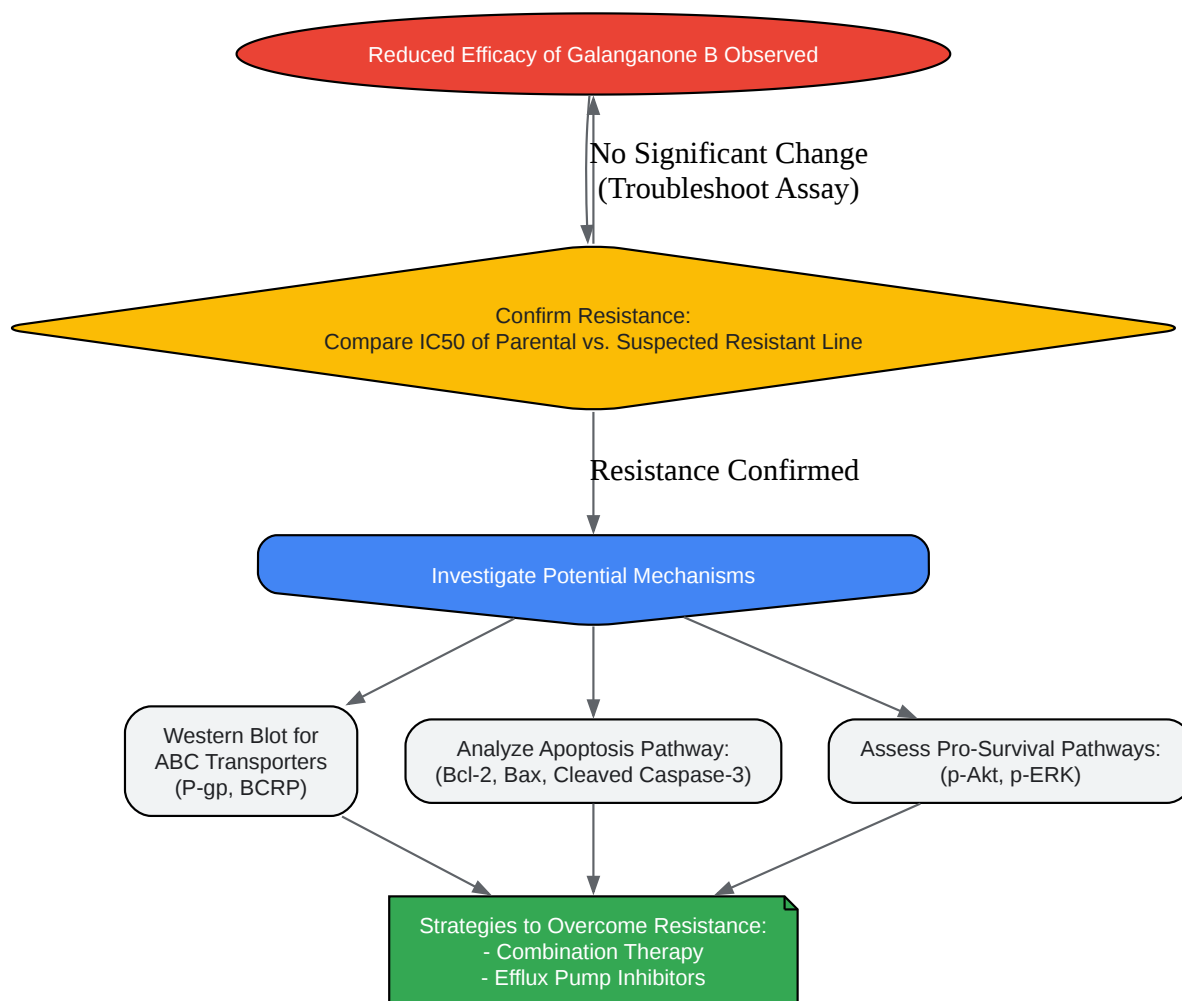 Reduced Efficacy of Galanganone B Observed
No Significant Change
(Troubleshoot Assay)
Confirm Resistance:
Compare IC50 of Parental vs. Suspected Resistant Line
Resistance Confirmed
Investigate Potential Mechanisms
Western Blot for
ABC Transporters
(P-gp, BCRP)
Analyze Apoptosis Pathway:
(Bcl-2, Bax, Cleaved Caspase-3)
Assess Pro-Survival Pathways:
(p-Akt, p-ERK)
Strategies to Overcome Resistance:
- Combination Therapy
- Efflux Pump Inhibitors